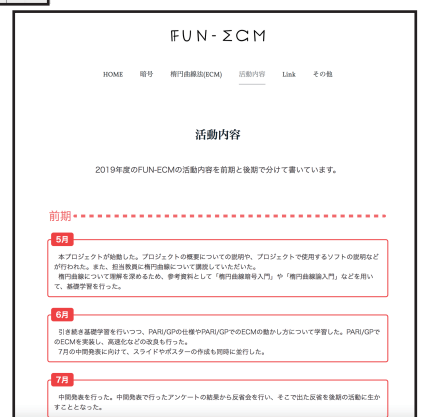 FUN-ΣCM
HOME 暗号 楕円曲線法(ECM) 活動内容 Link その他
活動内容
2019年度のFUN-ECMの活動内容を前期と後期で分けて書いています。
前期
5月
本プロジェクトが始動した。プロジェクトの概要についての説明や、プロジェクトで使用するソフトの説明など
が行われた。また、担当教員に楕円曲線について講義していただいた。
楕円曲線について理解を深めるため、参考資料として「楕円曲線暗号入門」や「楕円曲線論入門」などを用い
て、基礎学習を行った。
6月
引き続き基礎学習を行いつつ、PARI/GPの仕様やPARI/GPでのECMの動かし方について学習した。PARI/GPで
のECMを実装し、高速化などの改良も行った。
7月の中間発表に向けて、スライドやポスターの作成も同時に並行した。
7月
中間発表を行った。中間発表で行ったアンケートの結果から反省会を行い、そこで出た反省を後期の活動に生か
すこととなった。